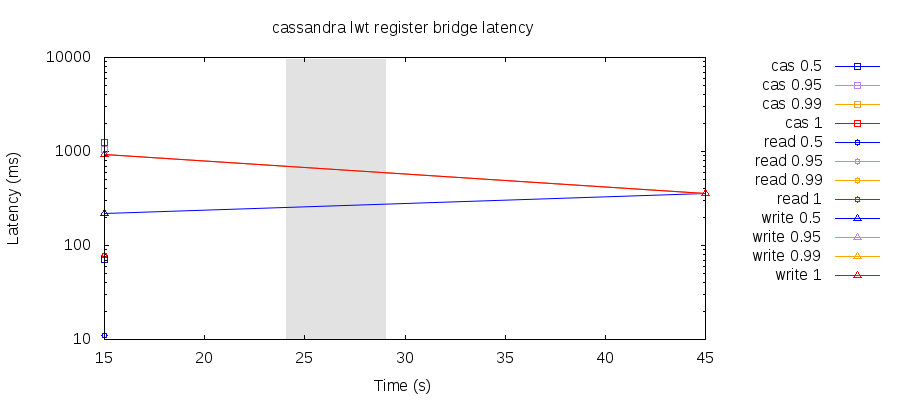 cassandra lwt register bridge latency
10000
1000
100
10
Latency (ms)
15 20 25 30 35 40 45
Time (s)
cas 0.5
cas 0.95
cas 0.99
cas 1
read 0.5
read 0.95
read 0.99
read 1
write 0.5
write 0.95
write 0.99
write 1